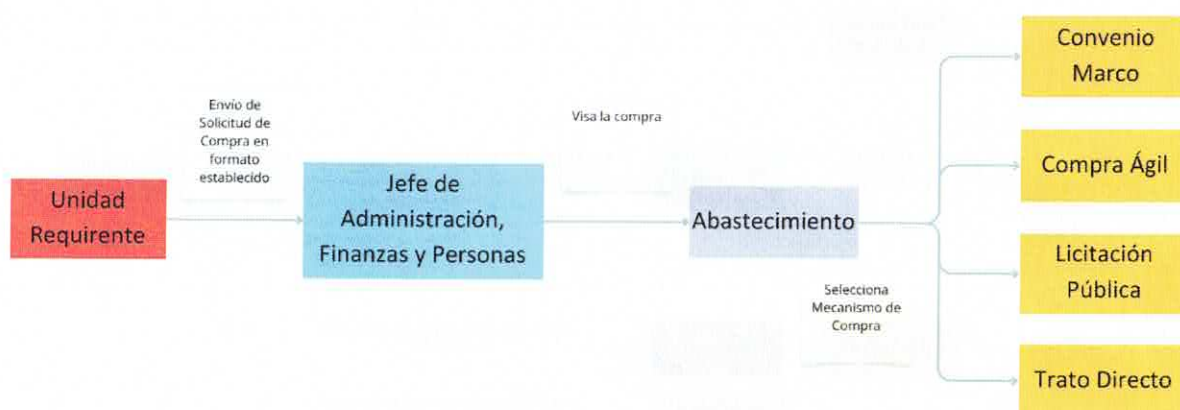 Unidad
Requirente
Envío de
Solicitud de
Compra en
formato
establecido
Jefe de
Administración,
Finanzas y Personas
Visa la compra
Abastecimiento
Selecciona
Mecanismo de
Compra
Convenio
Marco
Compra Ágil
Licitación
Pública
Trato Directo